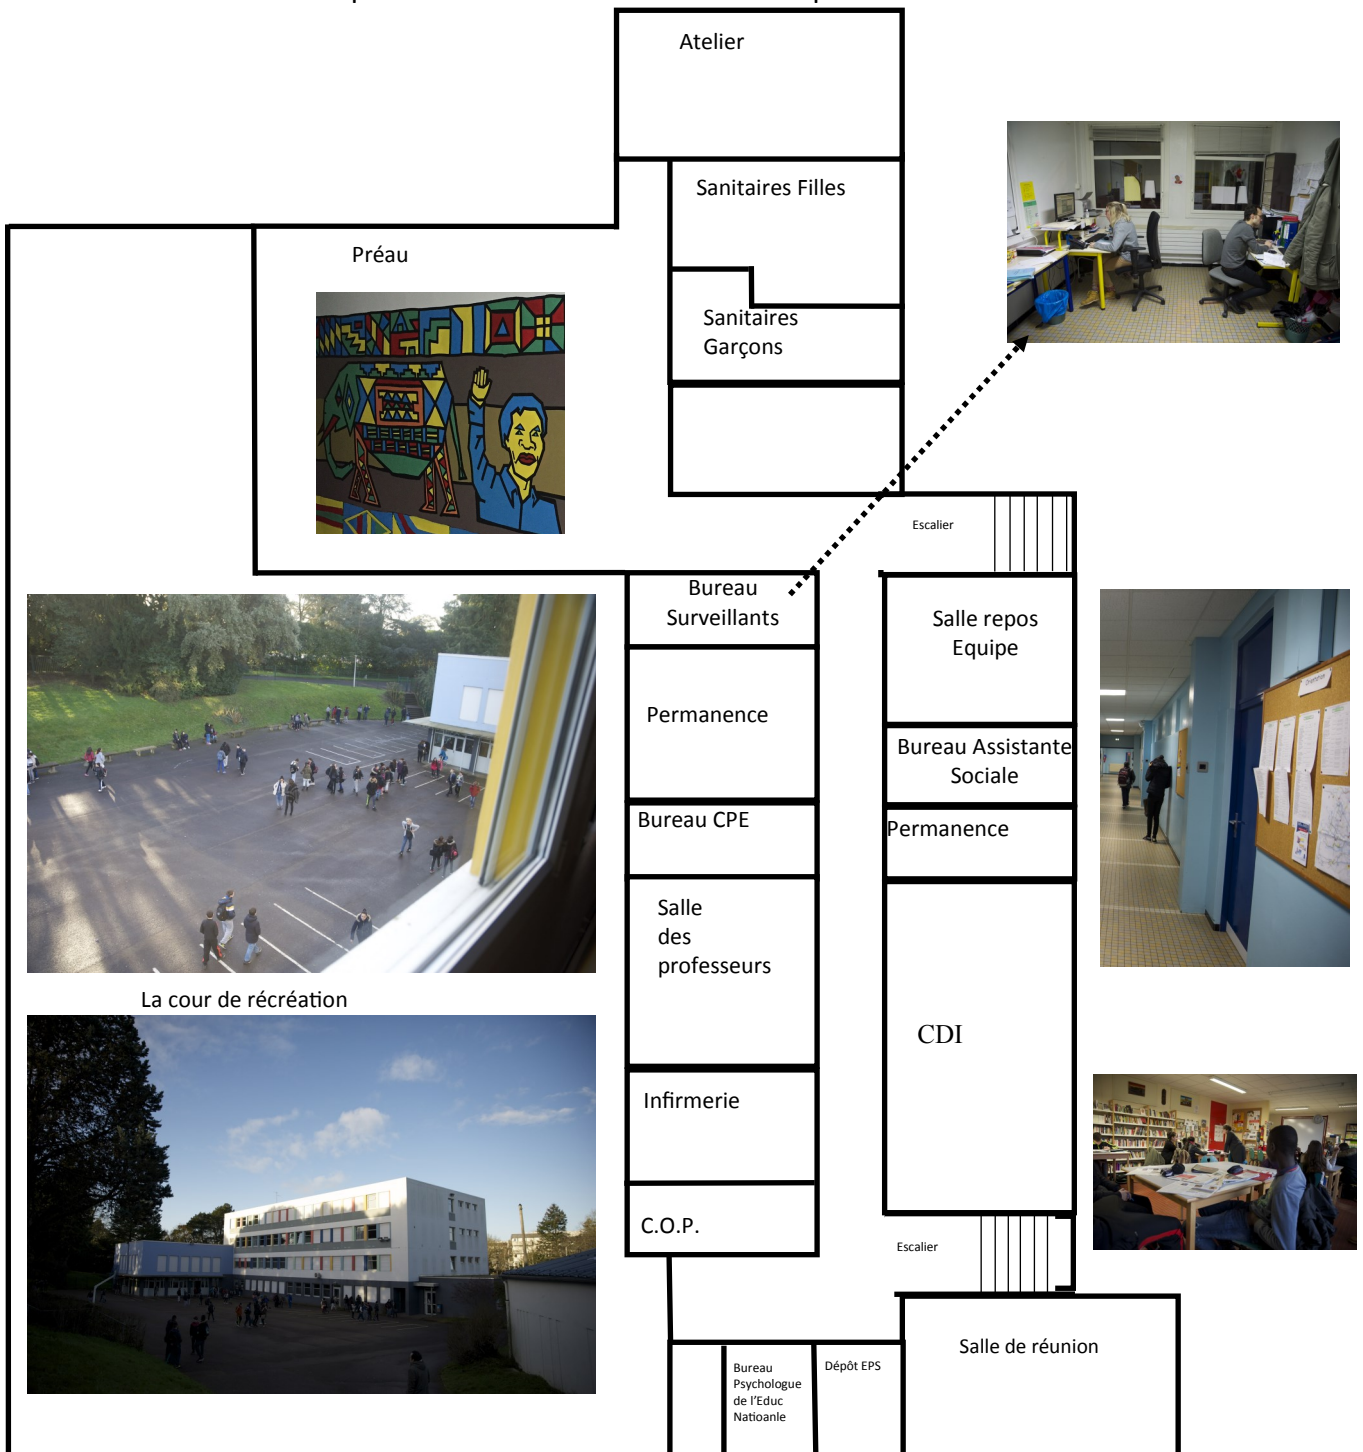 Atelier
Sanitaires Filles
Préau
Sanitaires
Garçons
Escalier
Bureau
Surveillants
Salle repos
Equipe
Permanence
Bureau Assistante
Sociale
Bureau CPE
Permanence
Salle
des
professeurs
La cour de récréation
CDI
Infirmerie
C.O.P.
Escalier
Salle de réunion
Bureau
Psychologue
de l'Educ
Natioanle
Dépôt EPS